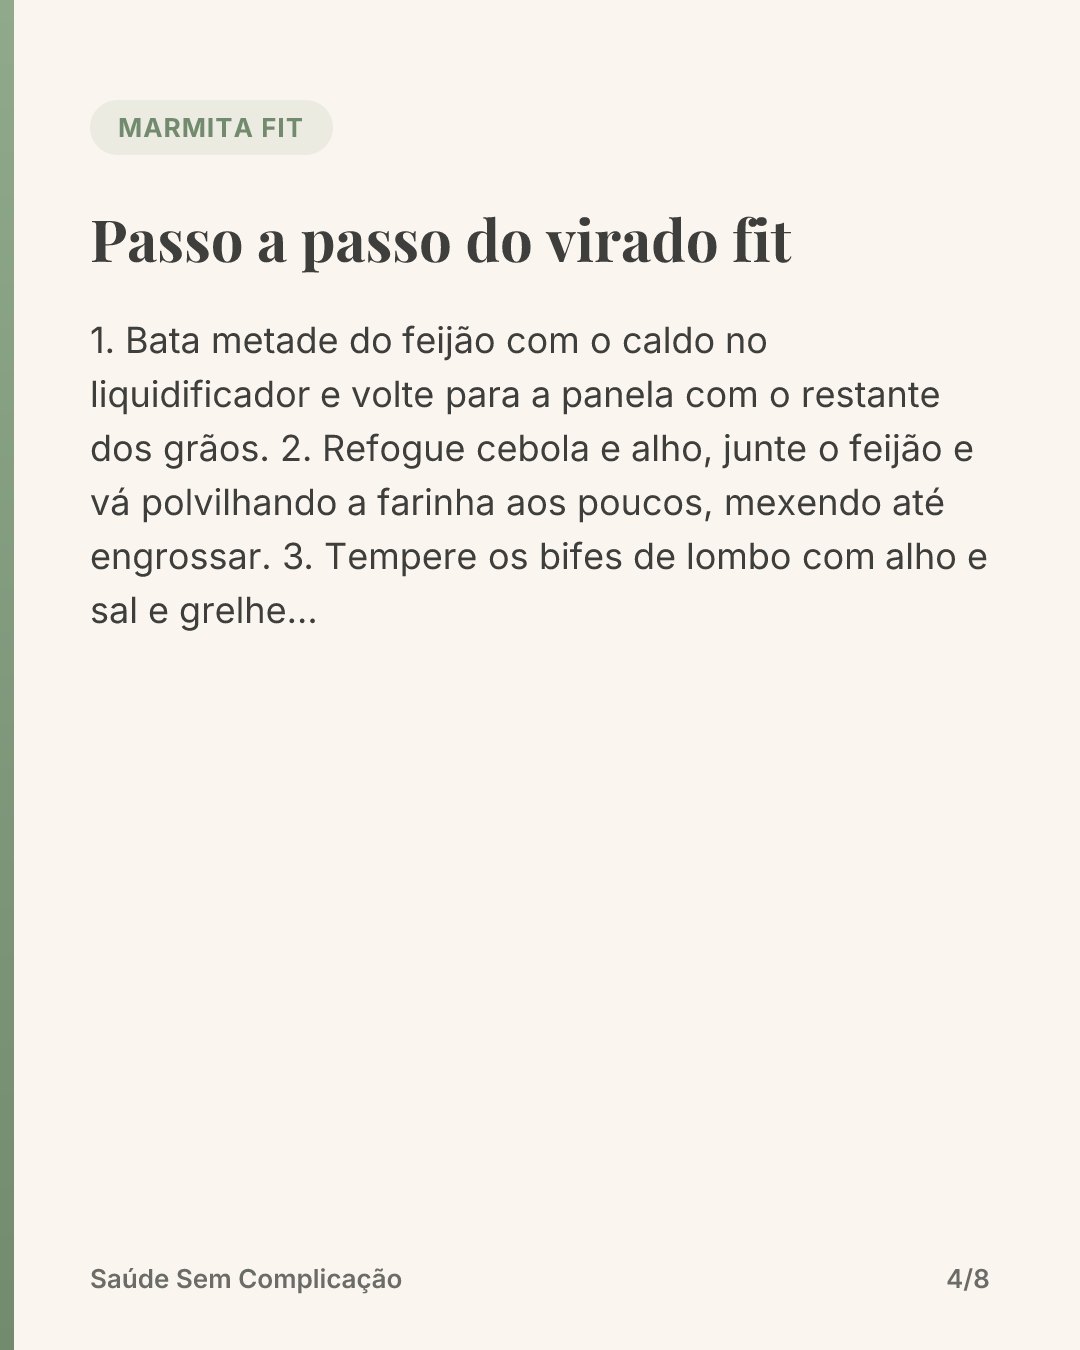 MARMITA FIT
Passo a passo do virado fit
1. Bata metade do feijão com o caldo no
liquidificador e volte para a panela com o restante
dos grãos. 2. Refogue cebola e alho, junte o feijão e
vá polvilhando a farinha aos poucos, mexendo até
engrossar. 3. Tempere os bifes de lombo com alho e
sal e grelhe...
Saúde Sem Complicação
4/8